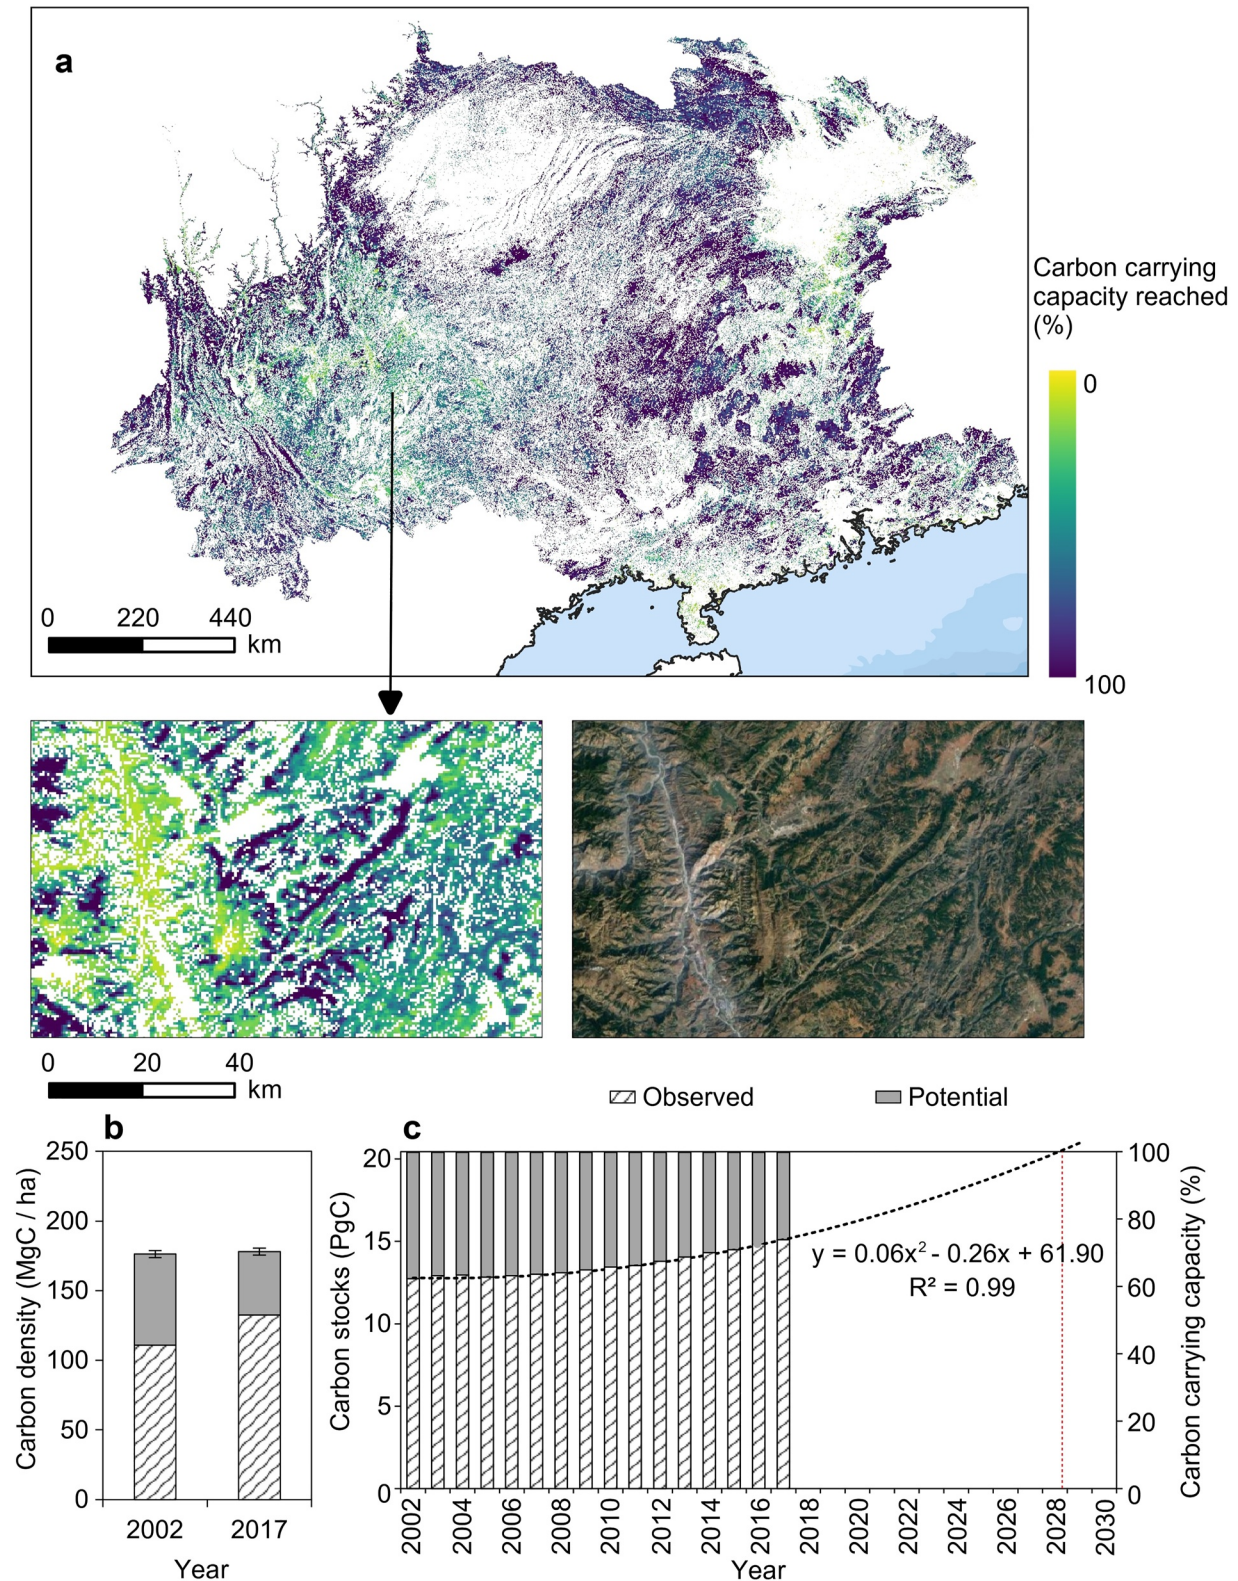 a
Carbon carrying
capacity reached
(%)
0
100
0 220 440
km
0 20 40
km
Observed
Potential
b
Carbon density (MgC / ha)
250
200
150
100
50
0
2002 2017
Year
c
Carbon stocks (PgC)
20
15
10
5
0
y = 0.06x² - 0.26x + 61.90
R² = 0.99
100
80
60
40
20
0
Carbon carrying capacity (%)
2002 2004 2006 2008 2010 2012 2014 2016 2018 2020 2022 2024 2026 2028 2030
Year